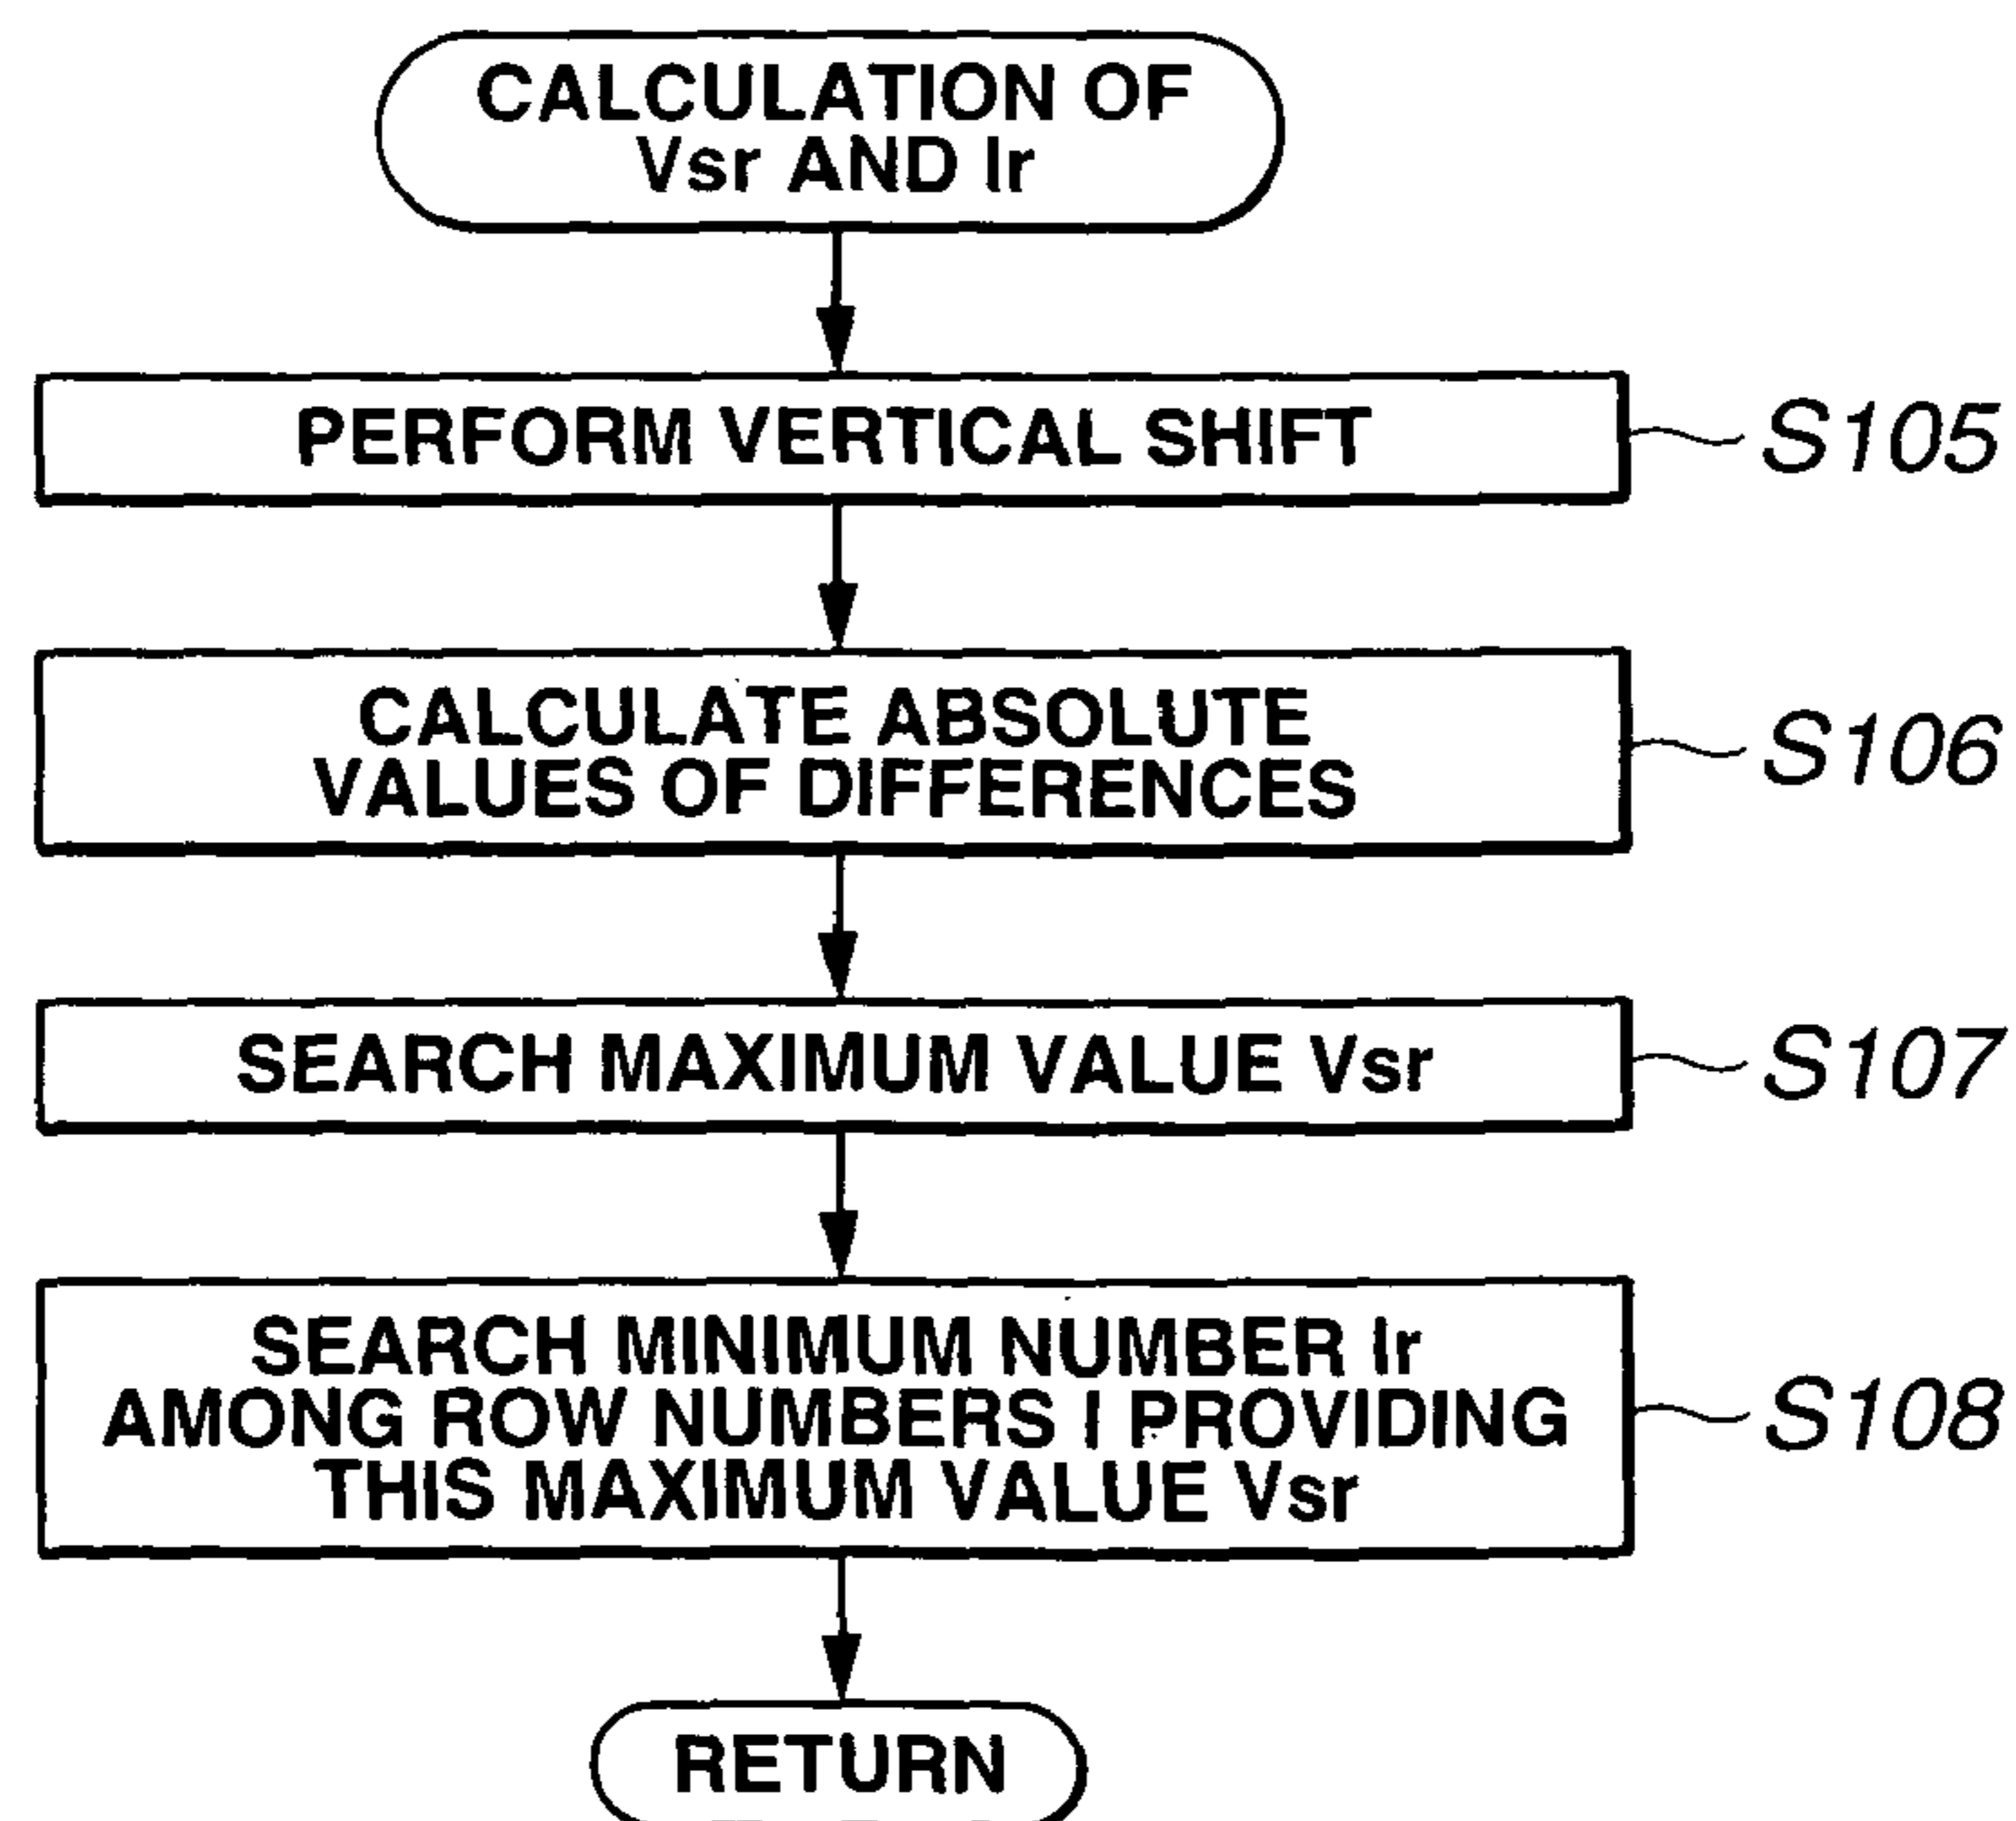 CALCULATION OF
Vsr AND Ir
PERFORM VERTICAL SHIFT
S105
CALCULATE ABSOLUTE
VALUES OF DIFFERENCES
S106
SEARCH MAXIMUM VALUE Vsr
S107
SEARCH MINIMUM NUMBER Ir
AMONG ROW NUMBERS I PROVIDING
THIS MAXIMUM VALUE Vsr
S108
RETURN